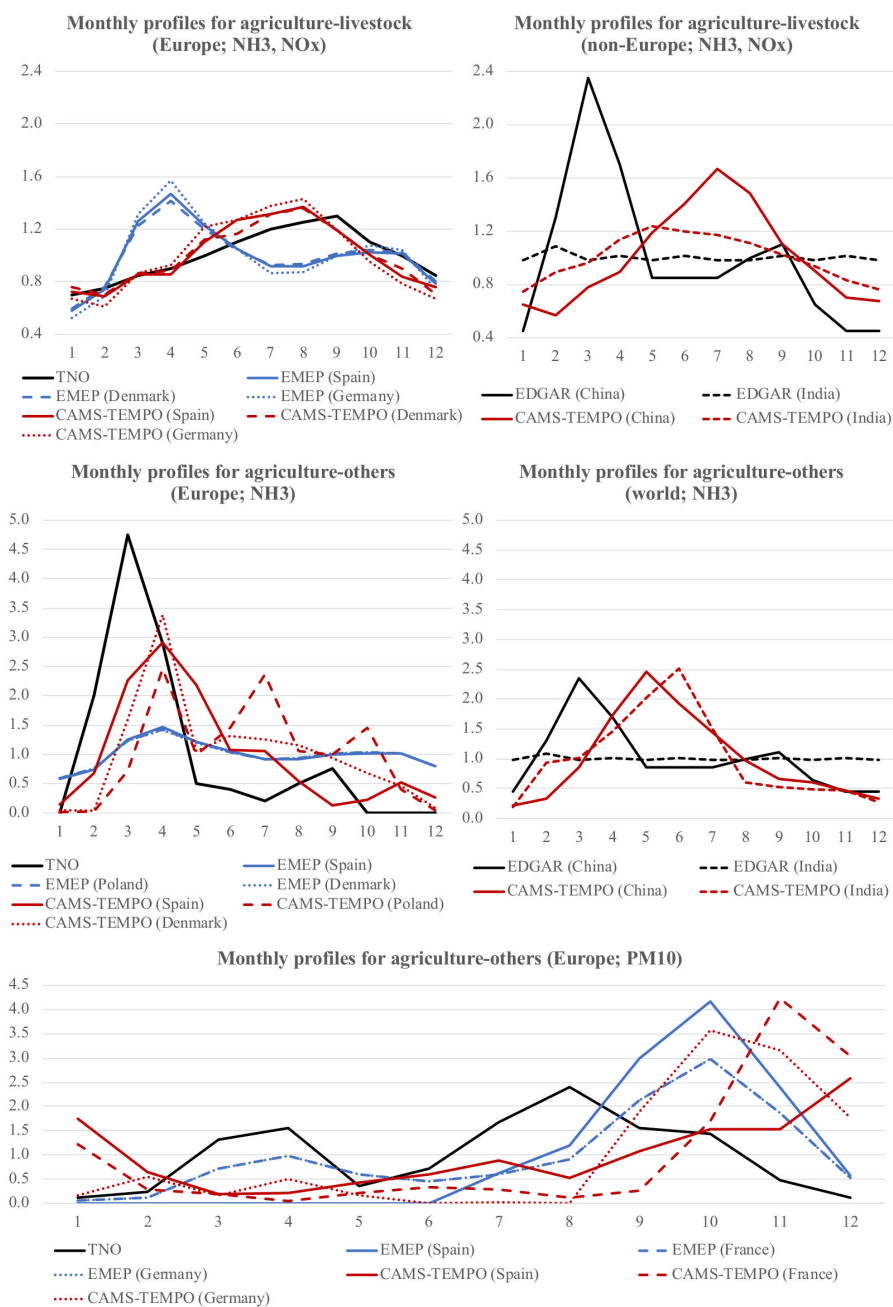 Monthly profiles for agriculture-livestock
(Europe; NH3, NOx)
2.4
2.0
1.6
1.2
0.8
0.4
1 2 3 4 5 6 7 8 9 10 11 12
TNO EMEP (Spain)
EMEP (Denmark) EMEP (Germany)
CAMS-TEMPO (Spain) CAMS-TEMPO (Denmark)
CAMS-TEMPO (Germany)
Monthly profiles for agriculture-livestock
(non-Europe; NH3, NOx)
2.4
2.0
1.6
1.2
0.8
0.4
1 2 3 4 5 6 7 8 9 10 11 12
EDGAR (China) EDGAR (India)
CAMS-TEMPO (China) CAMS-TEMPO (India)
Monthly profiles for agriculture-others
(Europe; NH3)
5.0
4.5
4.0
3.5
3.0
2.5
2.0
1.5
1.0
0.5
0.0
1 2 3 4 5 6 7 8 9 10 11 12
TNO EMEP (Spain)
EMEP (Poland) EMEP (Denmark)
CAMS-TEMPO (Spain) CAMS-TEMPO (Poland)
CAMS-TEMPO (Denmark)
Monthly profiles for agriculture-others
(world; NH3)
5.0
4.5
4.0
3.5
3.0
2.5
2.0
1.5
1.0
0.5
0.0
1 2 3 4 5 6 7 8 9 10 11 12
EDGAR (China) EDGAR (India)
CAMS-TEMPO (China) CAMS-TEMPO (India)
Monthly profiles for agriculture-others (Europe; PM10)
4.5
4.0
3.5
3.0
2.5
2.0
1.5
1.0
0.5
0.0
1 2 3 4 5 6 7 8 9 10 11 12
TNO EMEP (Spain) EMEP (France)
EMEP (Germany) CAMS-TEMPO (Spain) CAMS-TEMPO (France)
CAMS-TEMPO (Germany)